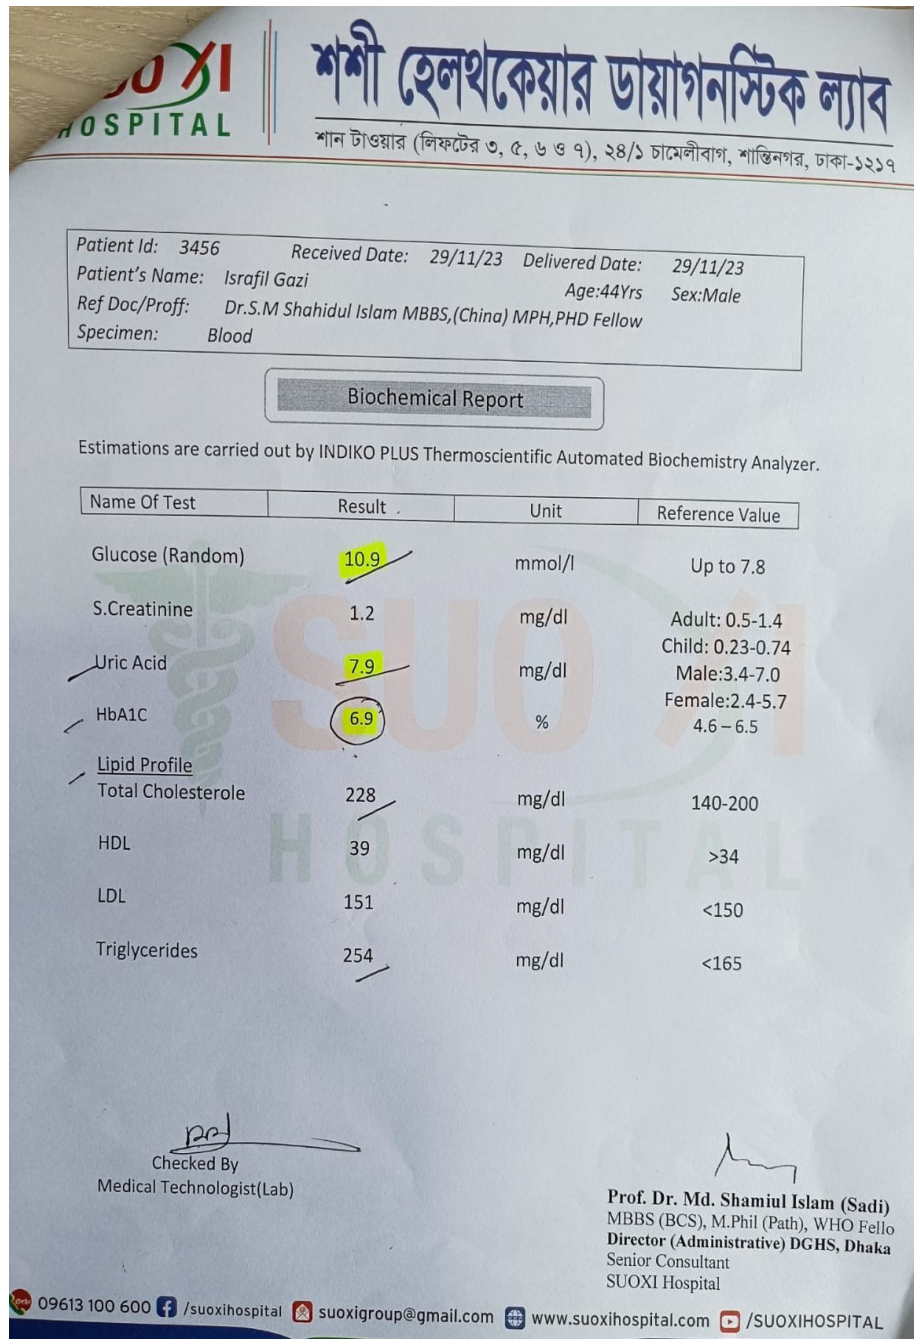 SUOXI
HOSPITAL
শশী হেলথকেয়ার ডায়াগনস্টিক ল্যাব
শান টাওয়ার (লিফটের ৩, ৫, ৬ ও ৭), ২৪/১ চামেলীবাগ, শান্তিনগর, ঢাকা-১২১৭
Patient Id: 3456 Received Date: 29/11/23 Delivered Date: 29/11/23
Patient's Name: Israfil Gazi Age:44Yrs Sex:Male
Ref Doc/Proff: Dr.S.M Shahidul Islam MBBS,(China) MPH,PHD Fellow
Specimen: Blood
Biochemical Report
Estimations are carried out by INDIKO PLUS Thermoscientific Automated Biochemistry Analyzer.
Name Of Test Result Unit Reference Value
Glucose (Random) 10.9 mmol/l Up to 7.8
S.Creatinine 1.2 mg/dl Adult: 0.5-1.4
Child: 0.23-0.74
Uric Acid 7.9 mg/dl Male:3.4-7.0
Female:2.4-5.7
HbA1C 6.9 % 4.6 – 6.5
Lipid Profile
Total Cholesterole 228 mg/dl 140-200
HDL 39 mg/dl >34
LDL 151 mg/dl <150
Triglycerides 254 mg/dl <165
SUOXI
HOSPITAL
Checked By
Medical Technologist(Lab)
Prof. Dr. Md. Shamiul Islam (Sadi)
MBBS (BCS), M.Phil (Path), WHO Fello
Director (Administrative) DGHS, Dhaka
Senior Consultant
SUOXI Hospital
09613 100 600 /suoxihospital suoxigroup@gmail.com www.suoxihospital.com /SUOXIHOSPITAL